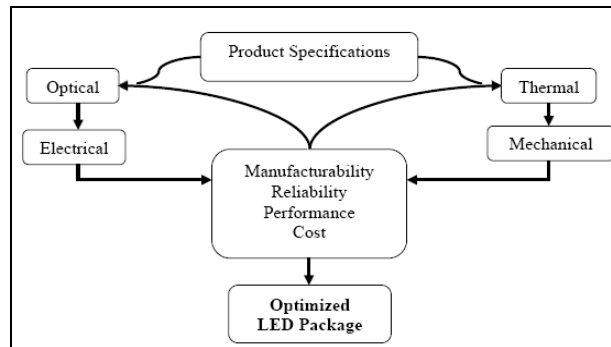 Product Specifications
Optical
Thermal
Electrical
Mechanical
Manufacturability
Reliability
Performance
Cost
Optimized
LED Package